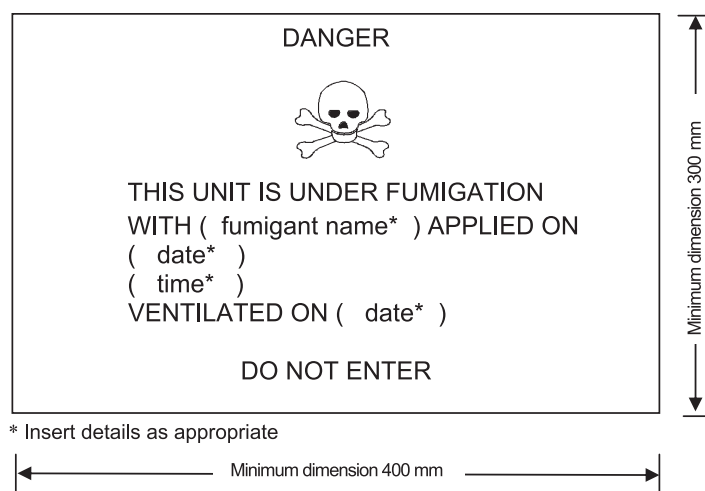 DANGER
THIS UNIT IS UNDER FUMIGATION
WITH ( fumigant name* ) APPLIED ON
( date* )
( time* )
VENTILATED ON ( date* )
DO NOT ENTER
Minimum dimension 300 mm
* Insert details as appropriate
Minimum dimension 400 mm